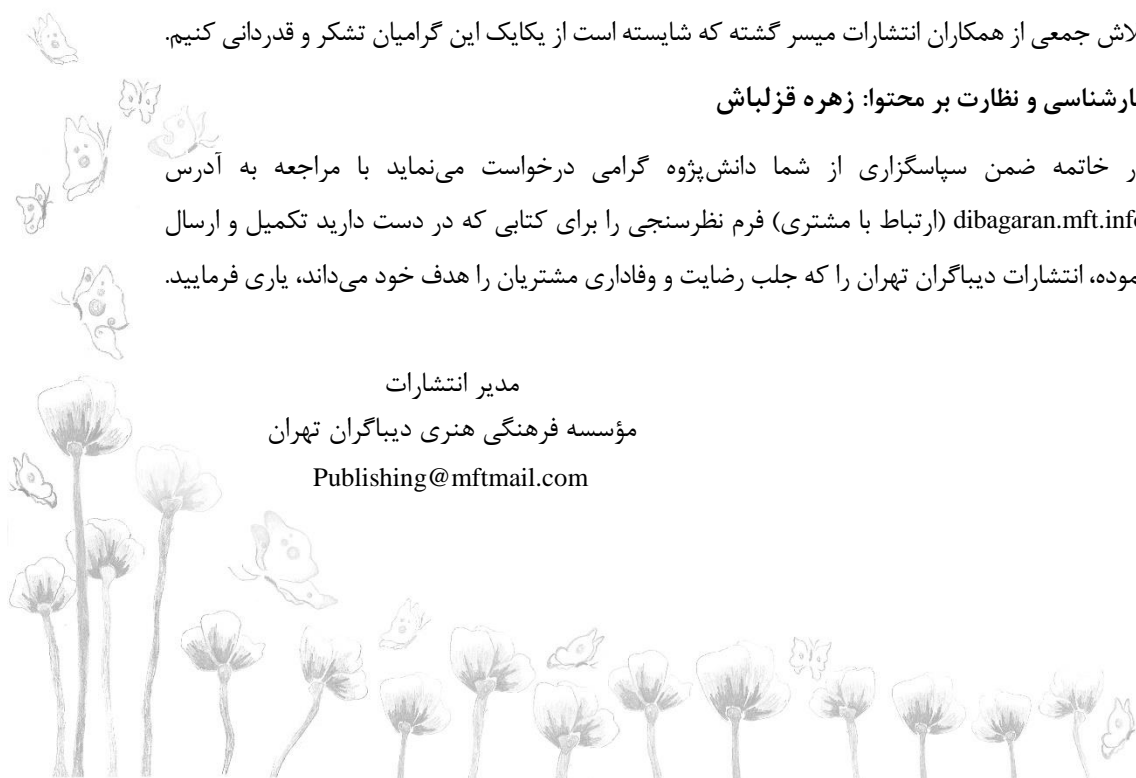 لاش جمعی از همکاران انتشارات میسر گشته که شایسته است از یکایک این گرامیان تشکر و قدردانی کنیم.
ارشناسی و نظارت بر محتوا: زهره قزلباش
ر خاتمه ضمن سپاسگزاری از شما دانش‌پژوه گرامی درخواست می‌نماید با مراجعه به آدرس
dibagaran.mft.info (ارتباط با مشتری) فرم نظرسنجی را برای کتابی که در دست دارید تکمیل و ارسال
موده، انتشارات دیباگران تهران را که جلب رضایت و وفاداری مشتریان را هدف خود می‌داند، یاری فرمایید.
مدیر انتشارات
مؤسسه فرهنگی هنری دیباگران تهران
Publishing@mftmail.com